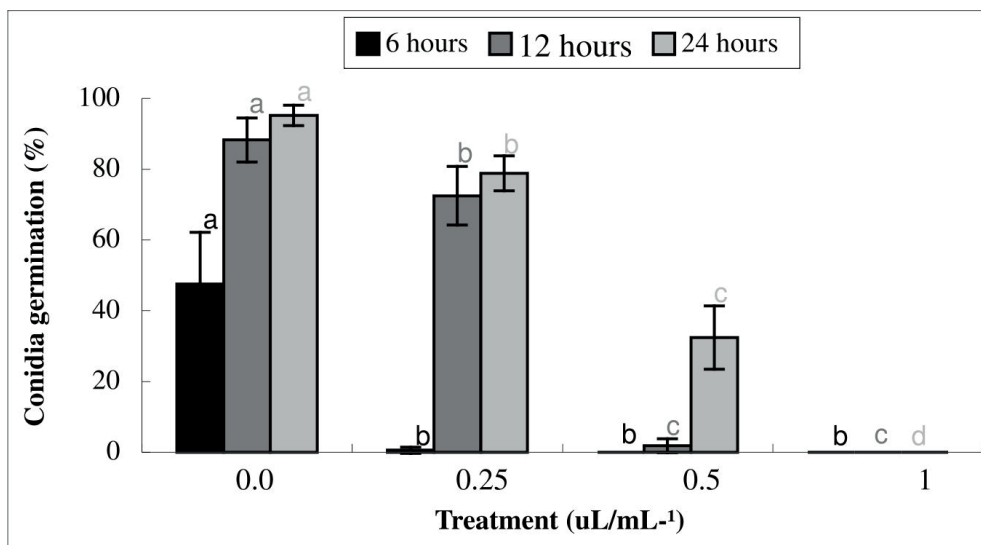 6 hours 12 hours 24 hours
Conidia germination (%)
100
80
60
40
20
0
a a a
b b b
b c c
b c d
0.0 0.25 0.5 1
Treatment (uL/mL-¹)